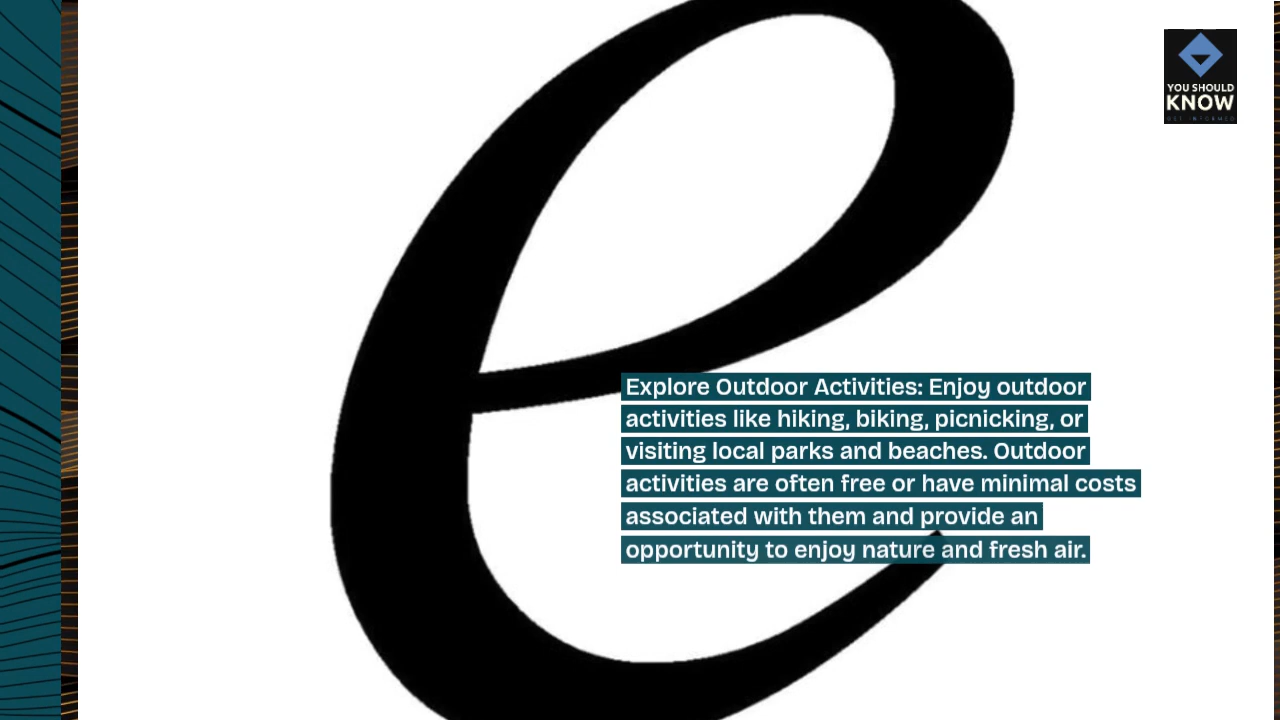 e
YOU SHOULD
KNOW
GET INFORMED
Explore Outdoor Activities: Enjoy outdoor
activities like hiking, biking, picnicking, or
visiting local parks and beaches. Outdoor
activities are often free or have minimal costs
associated with them and provide an
opportunity to enjoy nature and fresh air.